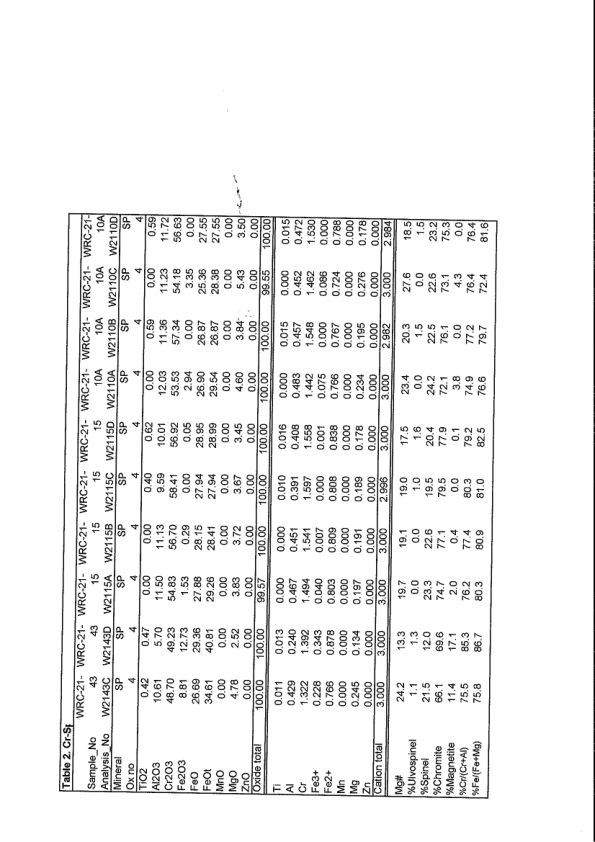 Table 2. Cr-Sp
WRC-21- WRC-21- WRC-21- WRC-21- WRC-21- WRC-21- WRC-21- WRC-21- WRC-21- WRC-21-
Sample_No 43 43 15 15 15 15 10A 10A 10A 10A
Analysis_No W2143C W2143D W2115A W2115B W2115C W2115D W2110A W2110B W2110C W2110D
Mineral SP SP SP SP SP SP SP SP SP SP
Ox no 4 4 4 4 4 4 4 4 4 4
TiO2 0.42 0.47 0.00 0.00 0.40 0.62 0.00 0.59 0.00 0.59
Al2O3 10.61 5.70 11.50 11.13 9.59 10.01 12.03 11.36 11.23 11.72
Cr2O3 48.70 49.23 54.83 56.70 58.41 56.92 53.53 57.34 54.18 56.63
Fe2O3 8.81 12.73 1.53 0.29 0.00 0.05 2.94 0.00 3.35 0.00
FeO 26.69 29.36 27.88 28.15 27.94 28.95 26.90 26.87 25.36 27.55
FeOt 34.61 40.81 29.26 28.41 27.94 28.99 29.54 26.87 28.38 27.55
MnO 0.00 0.00 0.00 0.00 0.00 0.00 0.00 0.00 0.00 0.00
MgO 4.78 2.52 3.83 3.72 3.67 3.45 4.60 3.84 5.43 3.50
ZnO 0.00 0.00 0.00 0.00 0.00 0.00 0.00 0.00 0.00 0.00
Oxide total 100.00 100.00 99.57 100.00 100.00 100.00 100.00 100.00 99.55 100.00
Ti 0.011 0.013 0.000 0.000 0.010 0.016 0.000 0.015 0.000 0.015
Al 0.429 0.240 0.467 0.451 0.391 0.408 0.483 0.457 0.452 0.472
Cr 1.322 1.392 1.494 1.541 1.597 1.558 1.442 1.548 1.462 1.530
Fe3+ 0.228 0.343 0.040 0.007 0.000 0.001 0.075 0.000 0.086 0.000
Fe2+ 0.766 0.878 0.803 0.809 0.808 0.838 0.766 0.767 0.724 0.788
Mn 0.000 0.000 0.000 0.000 0.000 0.000 0.000 0.000 0.000 0.000
Mg 0.245 0.134 0.197 0.191 0.189 0.178 0.234 0.195 0.276 0.178
Zn 0.000 0.000 0.000 0.000 0.000 0.000 0.000 0.000 0.000 0.000
Cation total 3.000 3.000 3.000 3.000 2.996 3.000 3.000 2.982 3.000 2.984
Mg# 24.2 13.3 19.7 19.1 19.0 17.5 23.4 20.3 27.6 18.5
%Ulvospinel 1.1 1.3 0.0 0.0 1.0 1.6 0.0 1.5 0.0 1.5
%Spinel 21.5 12.0 23.3 22.6 19.5 20.4 24.2 22.5 22.6 23.2
%Chromite 66.1 69.6 74.7 77.1 79.5 77.9 72.1 76.1 73.1 75.3
%Magnetite 11.4 17.1 2.0 0.4 0.0 0.1 3.8 0.0 4.3 0.0
%Cr/(Cr+Al) 75.5 85.3 76.2 77.4 80.3 79.2 74.9 77.2 76.4 76.4
%Fe/(Fe+Mg) 75.8 86.7 80.3 80.9 81.0 82.5 76.6 79.7 72.4 81.6